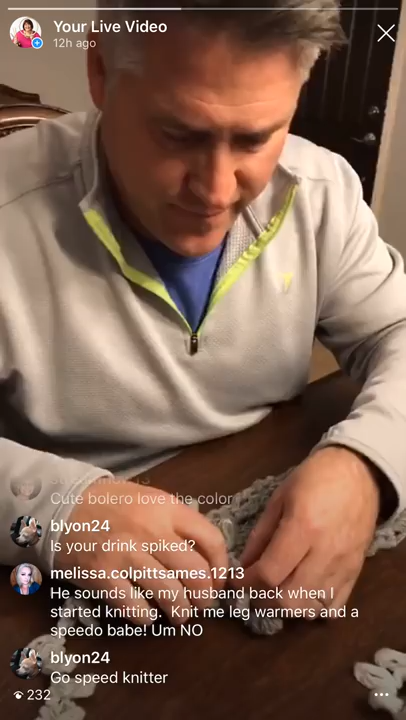 Your Live Video
12h ago
Cute bolero love the color
blyon24
Is your drink spiked?
melissa.colpittsames.1213
He sounds like my husband back when I
started knitting. Knit me leg warmers and a
speedo babe! Um NO
blyon24
Go speed knitter
232